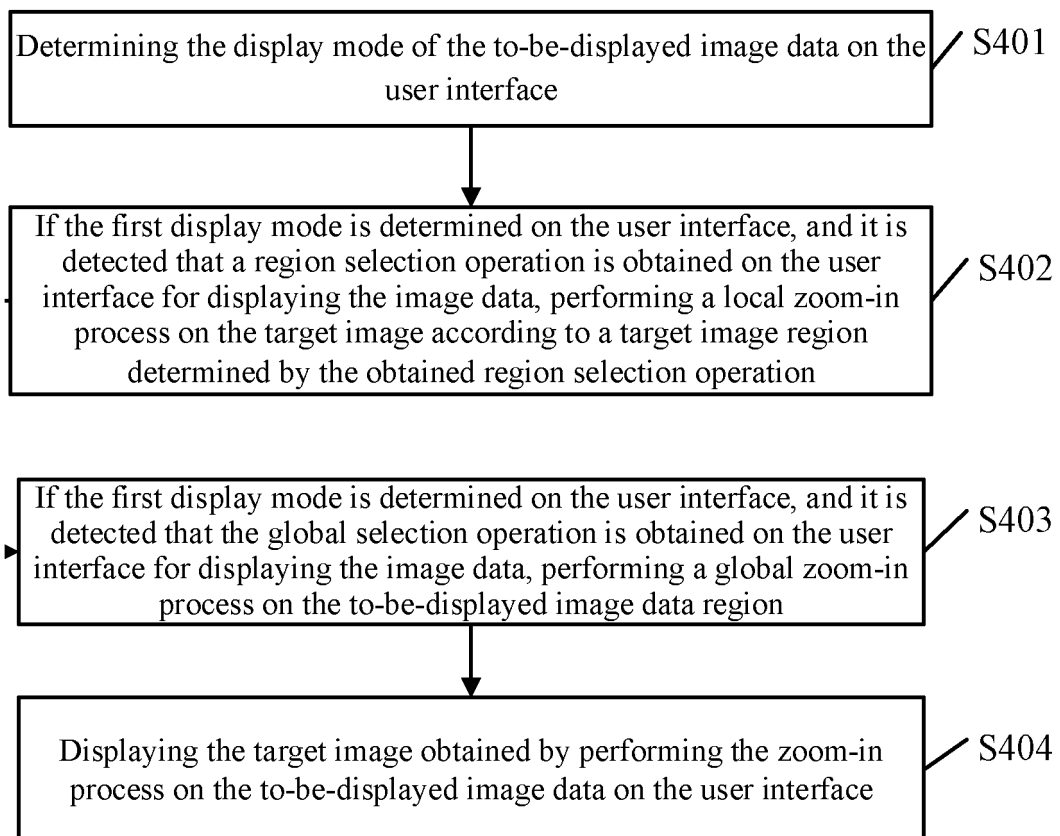 Determining the display mode of the to-be-displayed image data on the
user interface
S401
If the first display mode is determined on the user interface, and it is
detected that a region selection operation is obtained on the user
interface for displaying the image data, performing a local zoom-in
process on the target image according to a target image region
determined by the obtained region selection operation
S402
If the first display mode is determined on the user interface, and it is
detected that the global selection operation is obtained on the user
interface for displaying the image data, performing a global zoom-in
process on the to-be-displayed image data region
S403
Displaying the target image obtained by performing the zoom-in
process on the to-be-displayed image data on the user interface
S404